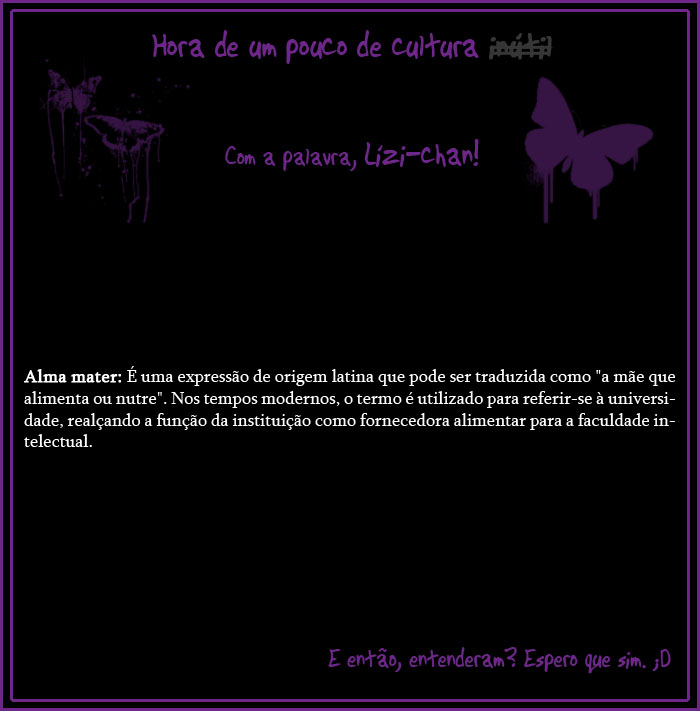 Hora de um pouco de cultura inútil
Com a palavra, Lízi-chan!
Alma mater: É uma expressão de origem latina que pode ser traduzida como "a mãe que
alimenta ou nutre". Nos tempos modernos, o termo é utilizado para referir-se à universi-
dade, realçando a função da instituição como fornecedora alimentar para a faculdade in-
telectual.
E então, entenderam? Espero que sim. ;D